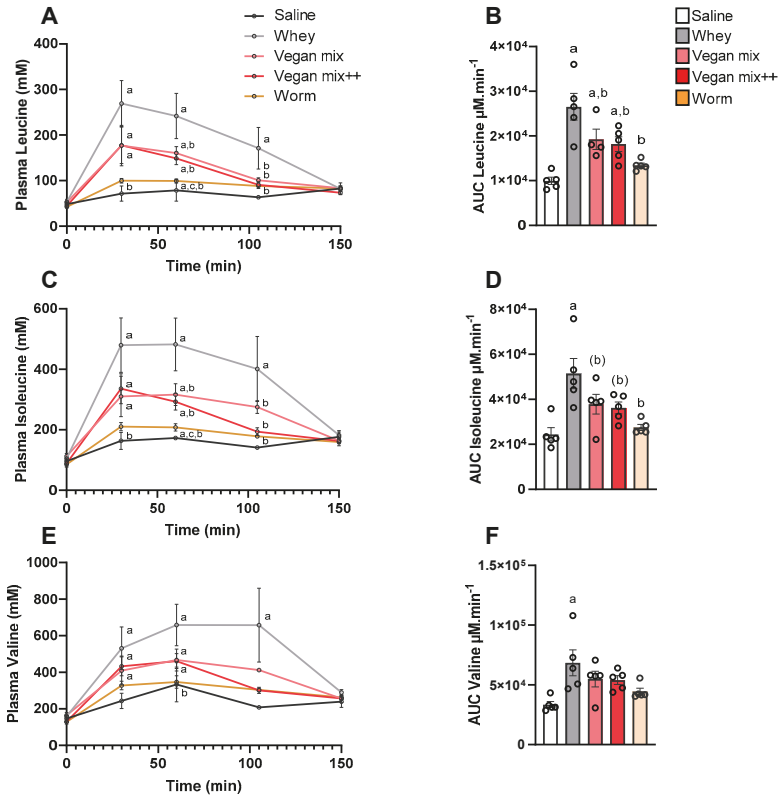 A
Saline
Whey
Vegan mix
Vegan mix++
Worm
Plasma Leucine (mM)
400
300
200
100
0
a
a
a
a
a
a,b
a,b
b
b
b
b
a,c,b
0
50
100
150
Time (min)
B
Saline
Whey
Vegan mix
Vegan mix++
Worm
AUC Leucine µM.min-1
4×10⁴
3×10⁴
2×10⁴
1×10⁴
0
a
a,b
a,b
b
C
Plasma Isoleucine (mM)
600
400
200
0
a
a
a
a
a
a,b
b
a,b
b
b
a,c,b
b
0
50
100
150
Time (min)
D
AUC Isoleucine µM.min-1
8×10⁴
6×10⁴
4×10⁴
2×10⁴
0
a
(b)
(b)
b
E
Plasma Valine (mM)
1000
800
600
400
200
0
a
a
a
a
a
a
a
b
0
50
100
150
Time (min)
F
AUC Valine µM.min-1
1.5×10⁵
1×10⁵
5×10⁴
0
a